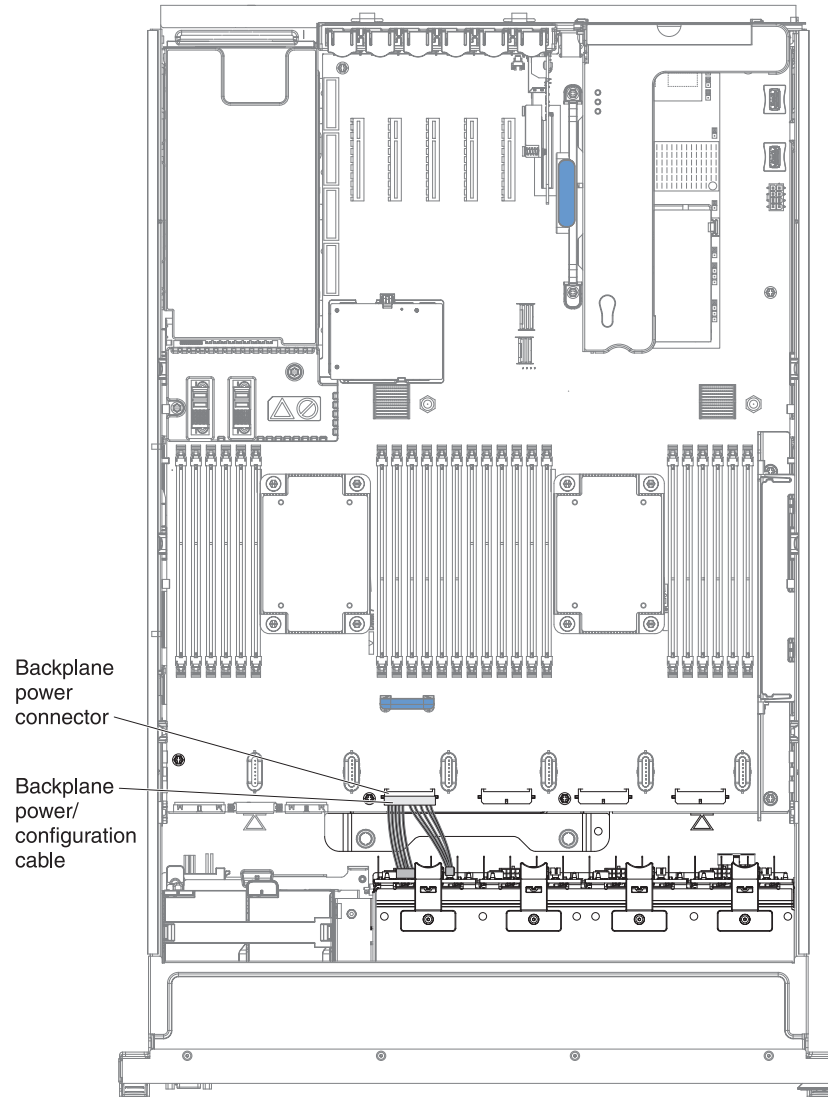 Backplane
power
connector
Backplane
power/
configuration
cable